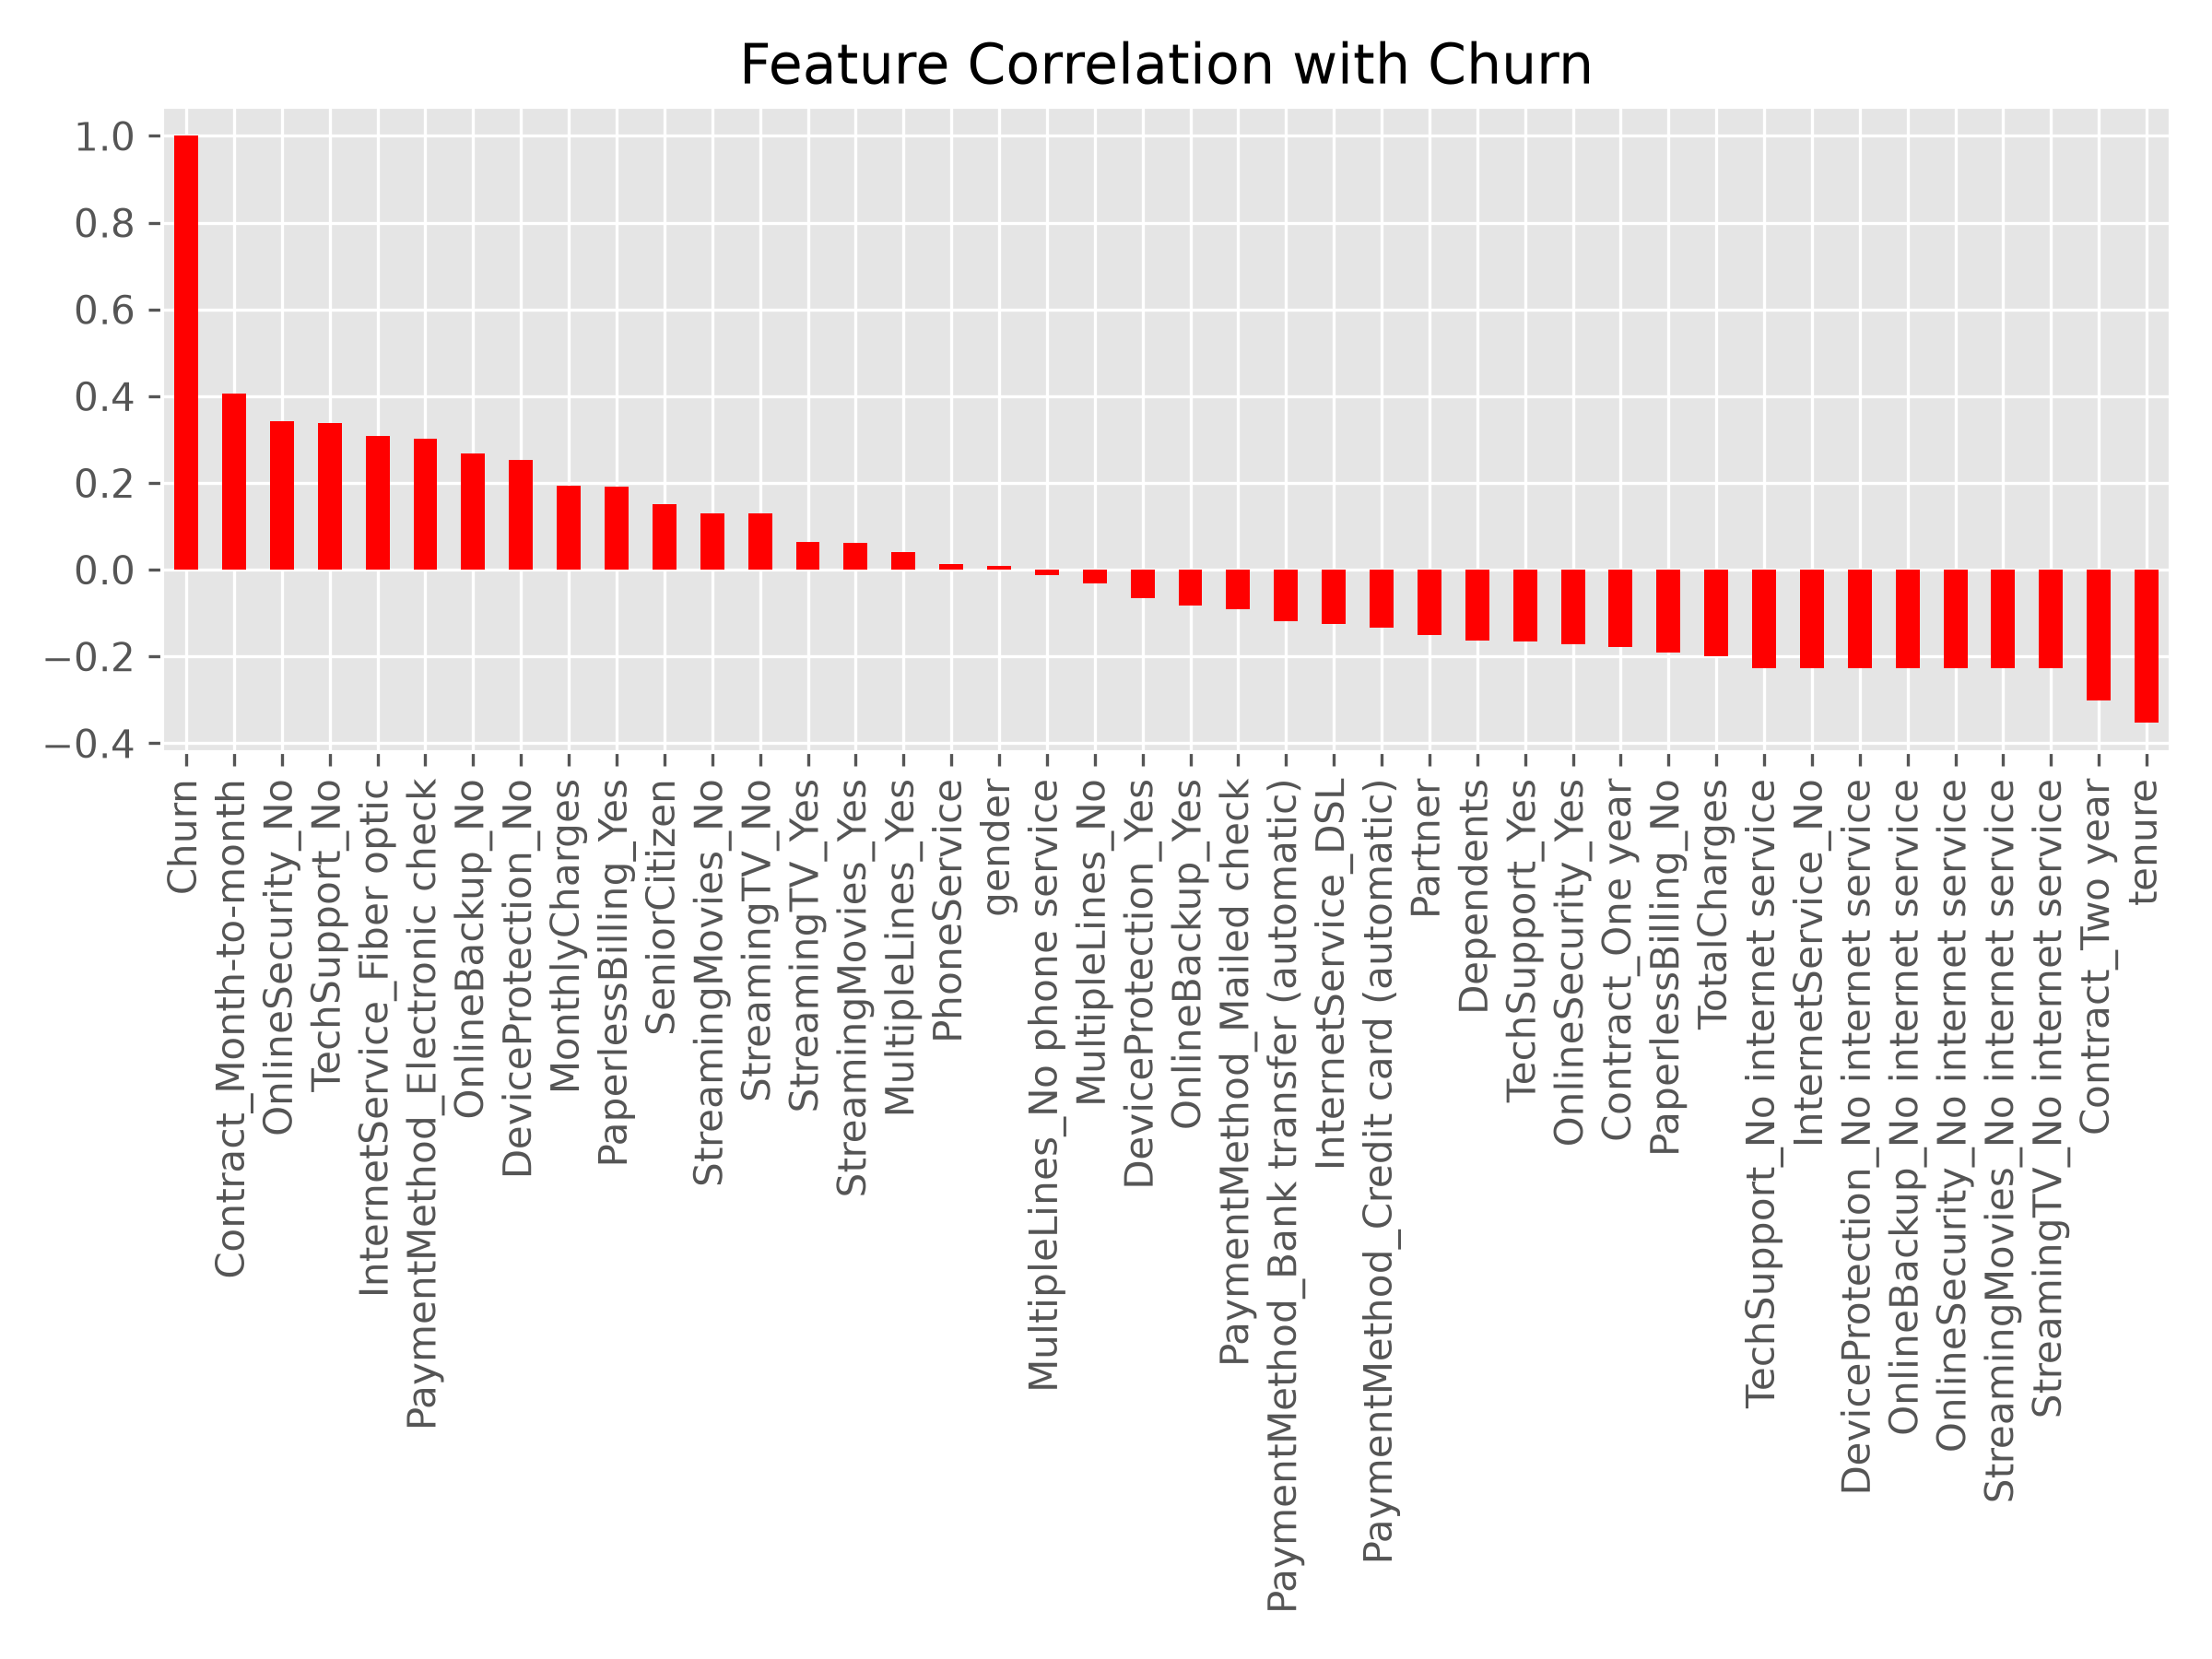 Feature Correlation with Churn
1.0
0.8
0.6
0.4
0.2
0.0
−0.2
−0.4
Churn
Contract_Month-to-month
OnlineSecurity_No
TechSupport_No
InternetService_Fiber optic
PaymentMethod_Electronic check
OnlineBackup_No
DeviceProtection_No
MonthlyCharges
PaperlessBilling_Yes
SeniorCitizen
StreamingMovies_No
StreamingTV_No
StreamingTV_Yes
StreamingMovies_Yes
MultipleLines_Yes
PhoneService
gender
MultipleLines_No phone service
MultipleLines_No
DeviceProtection_Yes
OnlineBackup_Yes
PaymentMethod_Mailed check
PaymentMethod_Bank transfer (automatic)
InternetService_DSL
PaymentMethod_Credit card (automatic)
Partner
Dependents
TechSupport_Yes
OnlineSecurity_Yes
Contract_One year
PaperlessBilling_No
TotalCharges
TechSupport_No internet service
InternetService_No
DeviceProtection_No internet service
OnlineBackup_No internet service
OnlineSecurity_No internet service
StreamingMovies_No internet service
StreamingTV_No internet service
Contract_Two year
tenure